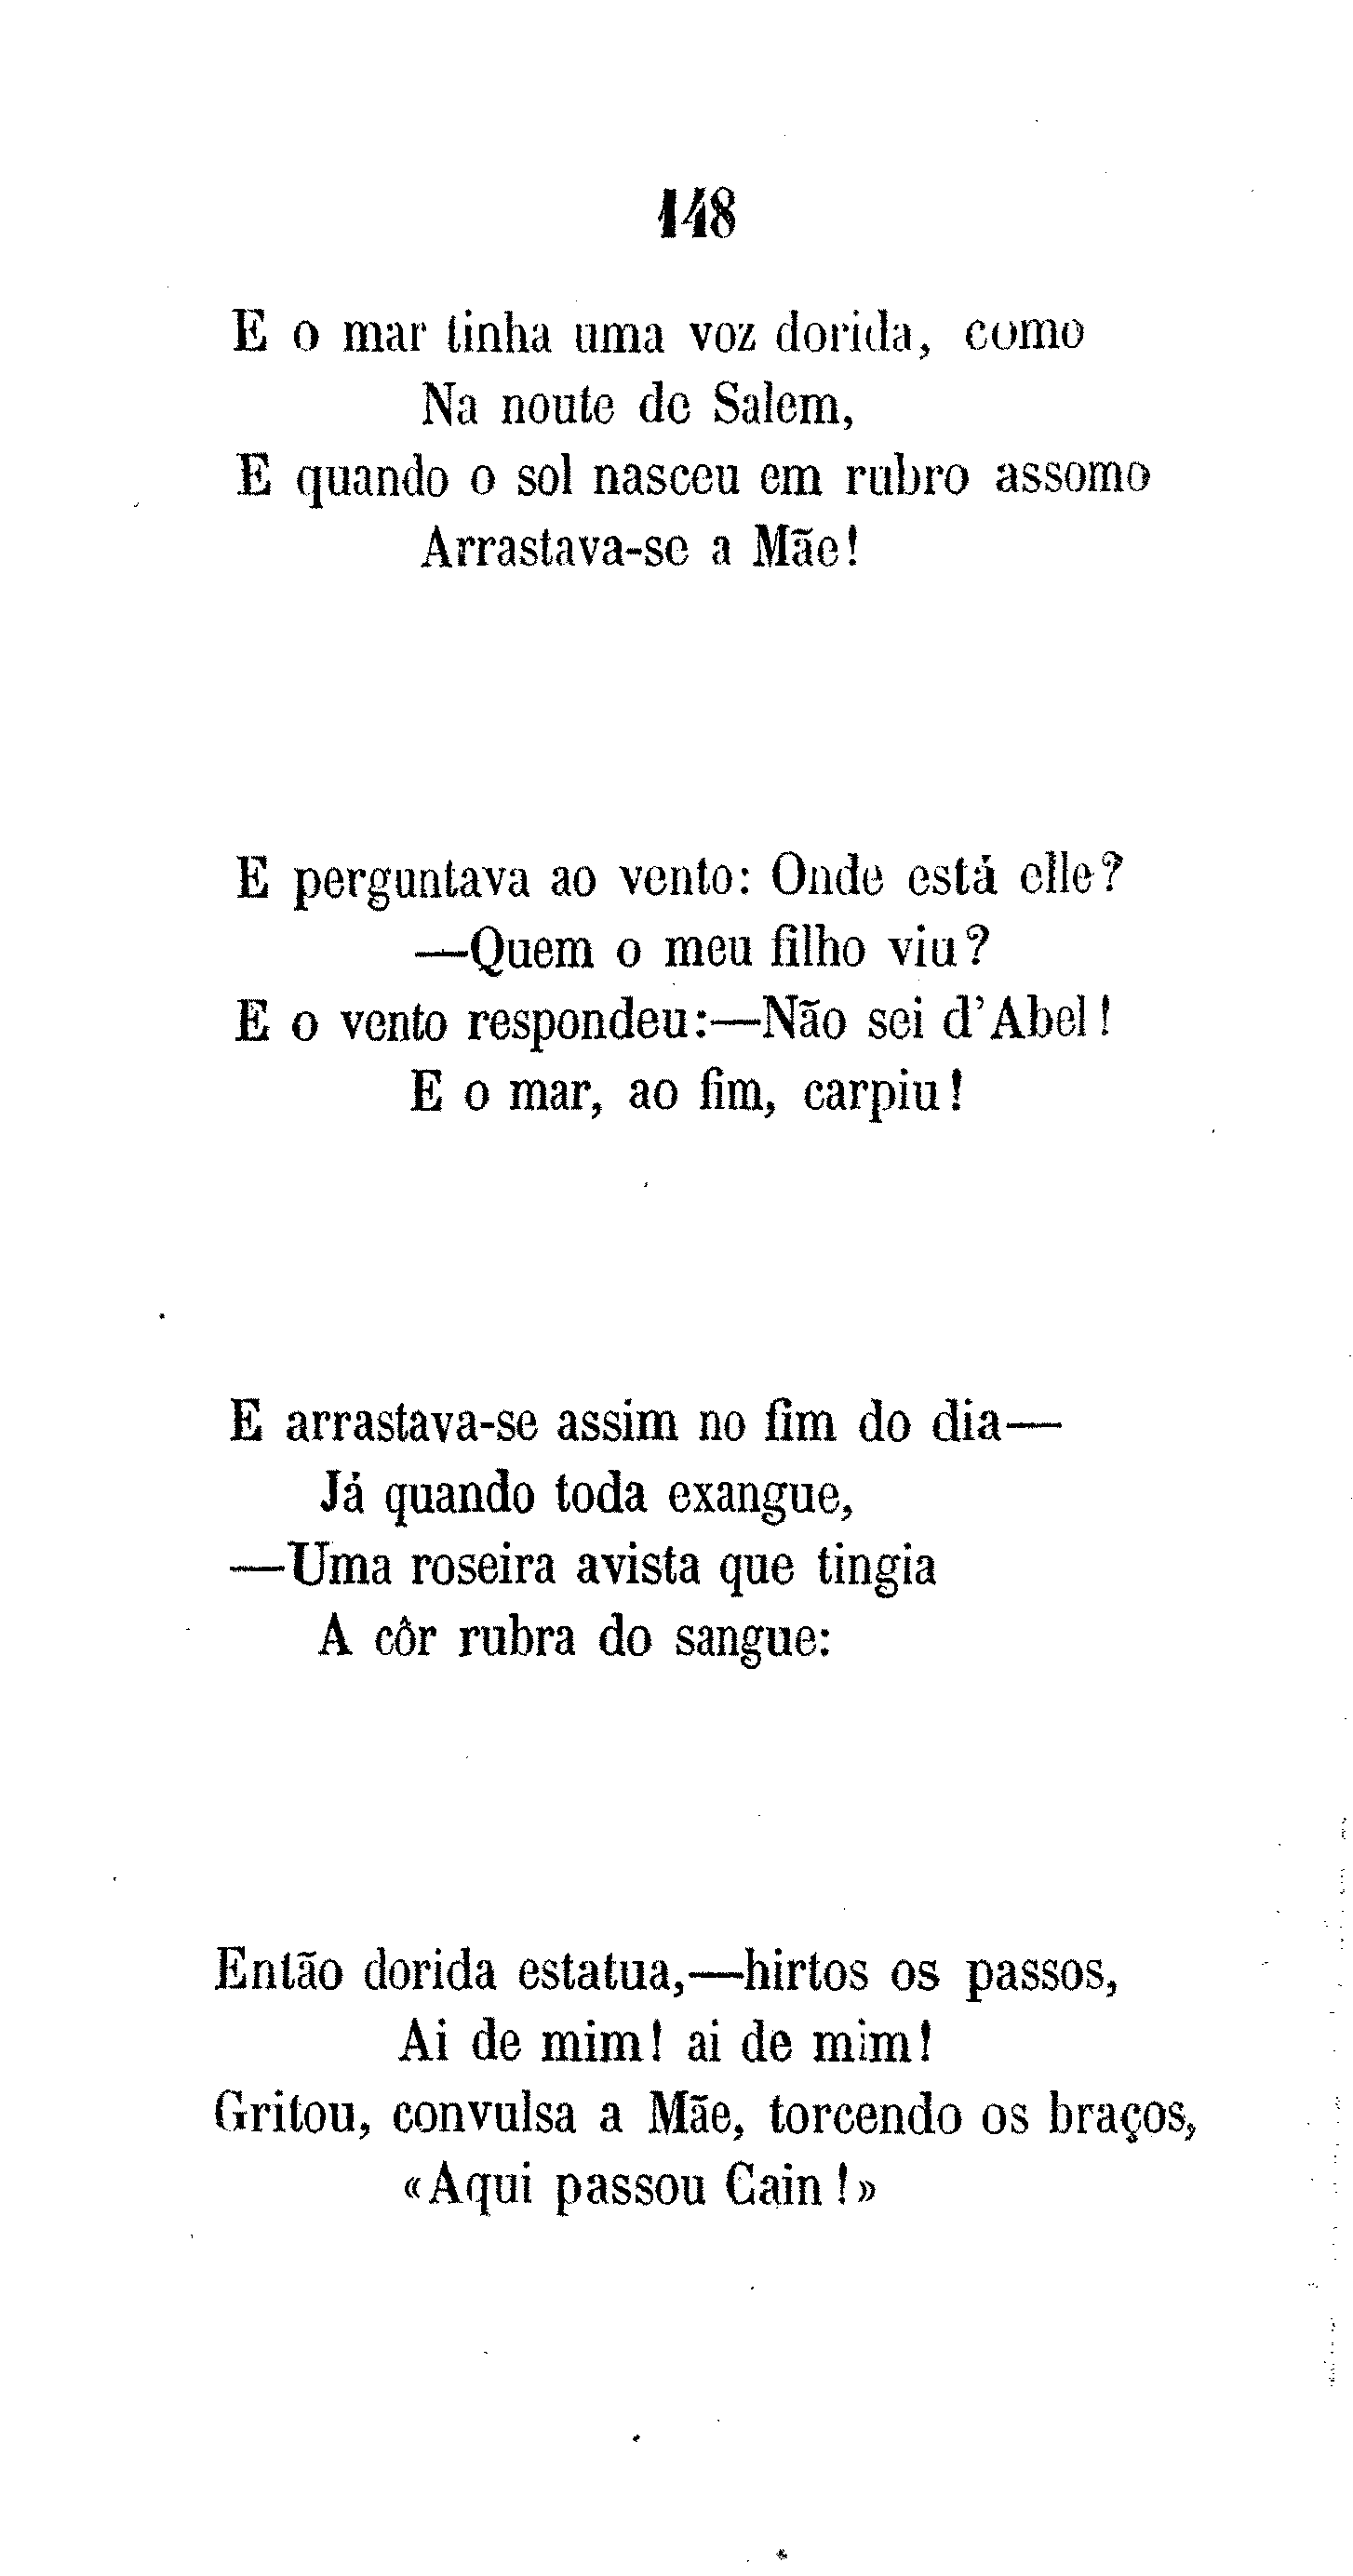 148
E o mar tinha uma voz dorida, como
Na noute de Salem,
E quando o sol nasceu em rubro assomo
Arrastava-se a Mãe!
E perguntava ao vento: Onde está elle?
—Quem o meu filho viu?
E o vento respondeu:—Não sei d'Abel!
E o mar, ao fim, carpiu!
E arrastava-se assim no fim do dia—
Já quando toda exangue,
—Uma roseira avista que tingia
A côr rubra do sangue:
Então dorida estatua,—hirtos os passos,
Ai de mim! ai de mim!
Gritou, convulsa a Mãe, torcendo os braços,
«Aqui passou Cain!»